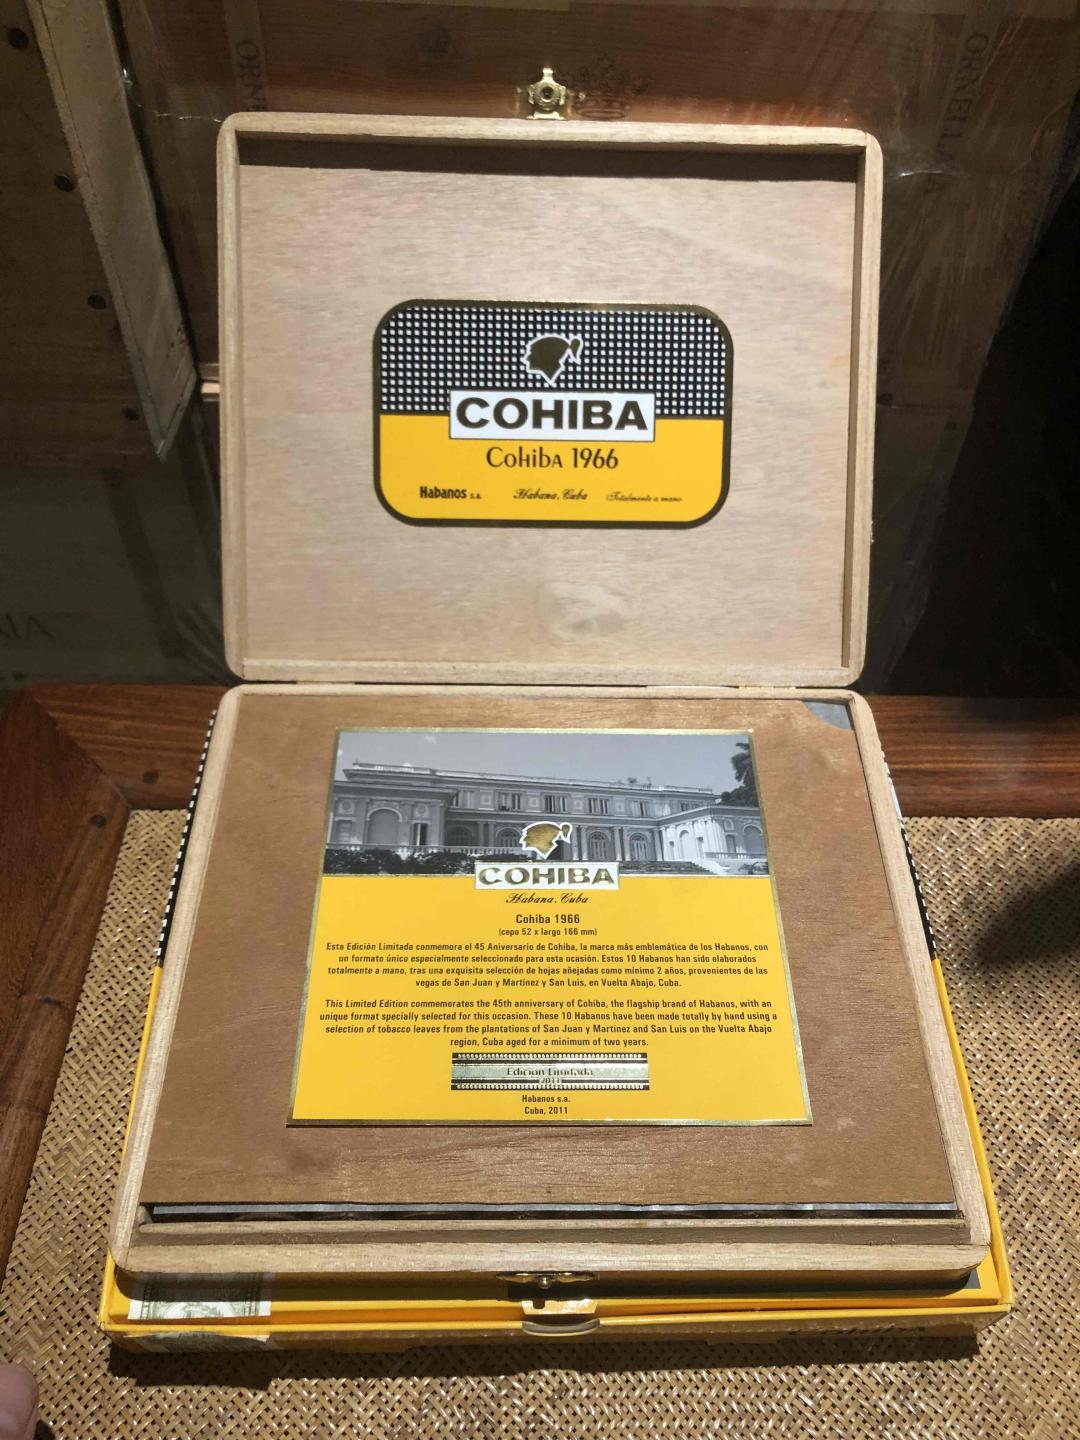 ORNELLAIA
COHIBA
Cohiba 1966
Habanos s.a.
Habana, Cuba
Totalmente a mano
COHIBA
Habana, Cuba
Cohiba 1966
(cepo 52 x largo 166 mm)
Esta Edición Limitada conmemora el 45 Aniversario de Cohiba, la marca más emblemática de los Habanos, con
un formato único especialmente seleccionado para esta ocasión. Estos 10 Habanos han sido elaborados
totalmente a mano, tras una exquisita selección de hojas añejadas como mínimo 2 años, provenientes de las
vegas de San Juan y Martínez y San Luis, en Vuelta Abajo, Cuba.
This Limited Edition commemorates the 45th anniversary of Cohiba, the flagship brand of Habanos, with an
unique format specially selected for this occasion. These 10 Habanos have been made totally by hand using a
selection of tobacco leaves from the plantations of San Juan y Martinez and San Luis on the Vuelta Abajo
region, Cuba aged for a minimum of two years.
Edición Limitada
2011
Habanos s.a.
Cuba, 2011